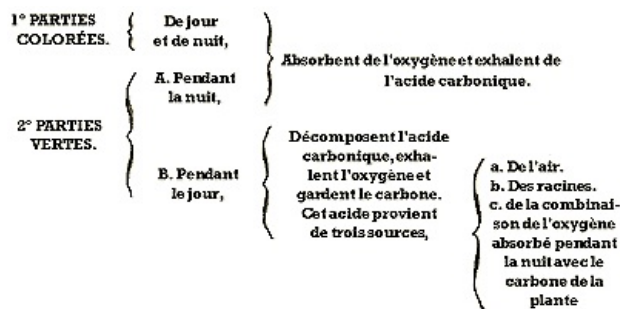 1° PARTIES
COLORÉES.
De jour
et de nuit,
Absorbent de l'oxygène et exhalent de
l'acide carbonique.
2° PARTIES
VERTES.
A. Pendant
la nuit,
B. Pendant
le jour,
Décomposent l'acide
carbonique, exha-
lent l'oxygène et
gardent le carbone.
Cet acide provient
de trois sources,
a. De l'air.
b. Des racines.
c. de la combinai-
son de l'oxygène
absorbé pendant
la nuit avec le
carbone de la
plante